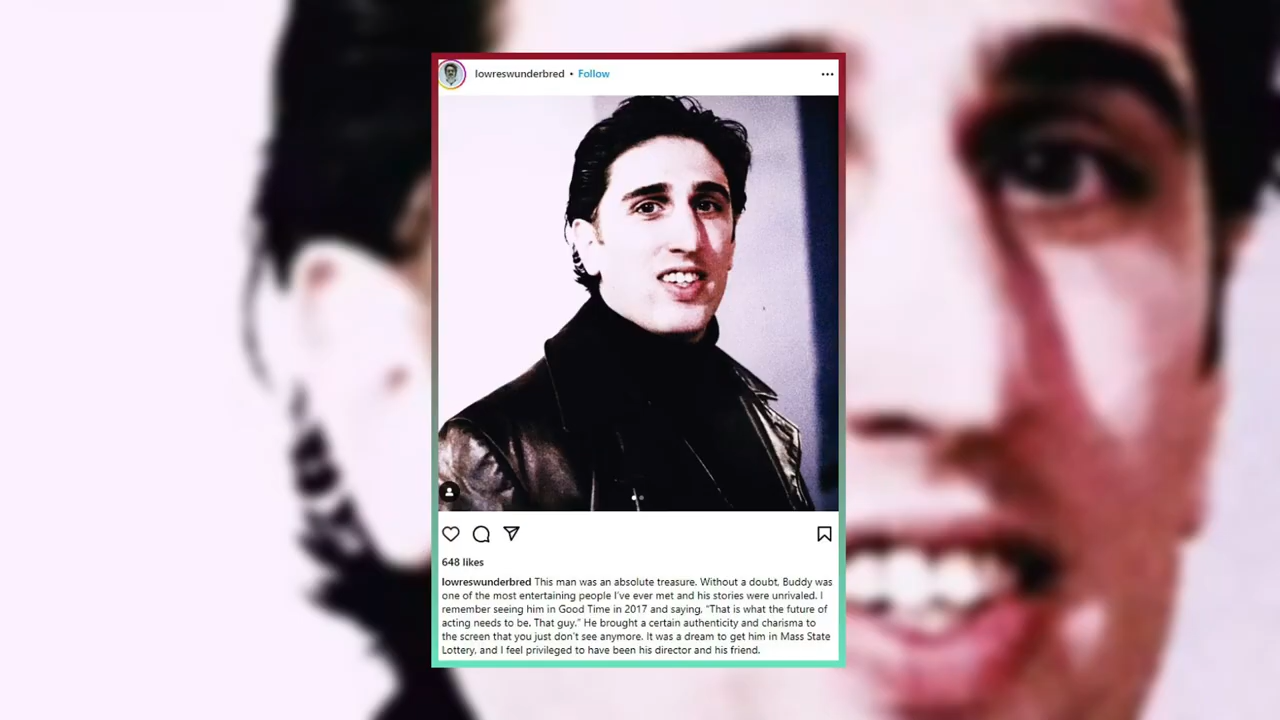 lowreswunderbred • Follow
648 likes
lowreswunderbred This man was an absolute treasure. Without a doubt, Buddy was
one of the most entertaining people I've ever met and his stories were unrivaled. I
remember seeing him in Good Time in 2017 and saying, "That is what the future of
acting needs to be. That guy." He brought a certain authenticity and charisma to
the screen that you just don't see anymore. It was a dream to get him in Mass State
Lottery, and I feel privileged to have been his director and his friend.